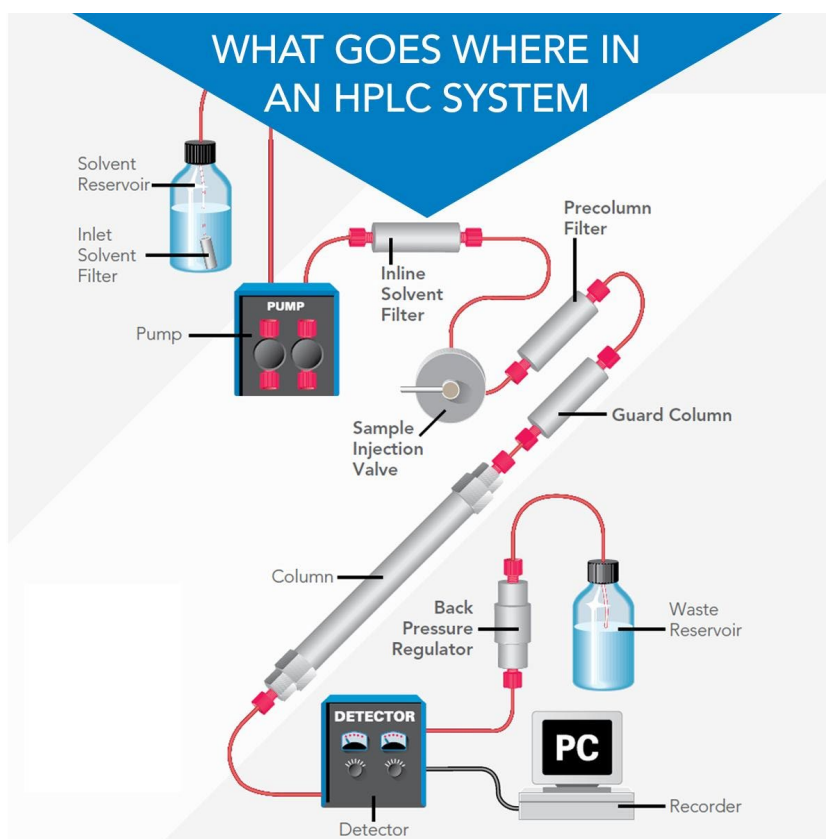 WHAT GOES WHERE IN
AN HPLC SYSTEM
Solvent
Reservoir
Inlet
Solvent
Filter
Precolumn
Filter
Inline
Solvent
Filter
PUMP
Pump
Sample
Injection
Valve
Guard Column
Column
Back
Pressure
Regulator
Waste
Reservoir
DETECTOR
PC
Recorder
Detector